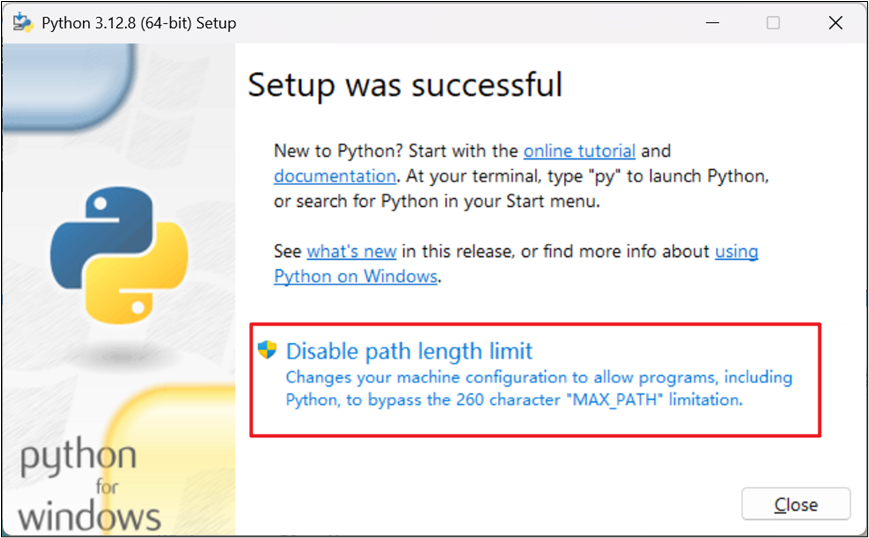 Python 3.12.8 (64-bit) Setup
Setup was successful
New to Python? Start with the online tutorial and
documentation. At your terminal, type "py" to launch Python,
or search for Python in your Start menu.
See what's new in this release, or find more info about using
Python on Windows.
Disable path length limit
Changes your machine configuration to allow programs, including
Python, to bypass the 260 character "MAX_PATH" limitation.
python
for
windows
Close